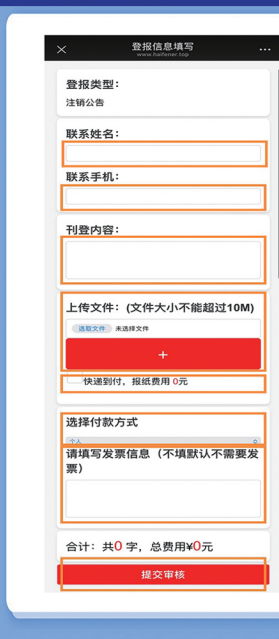 登报信息填写
www.haifener.top
登报类型：
注销公告
联系姓名：
联系手机：
刊登内容：
上传文件：(文件大小不能超过10M)
选取文件 未选择文件
+
快递到付，报纸费用 0元
选择付款方式
个人
请填写发票信息（不填默认不需要发
票）
合计：共0 字，总费用¥0元
提交审核